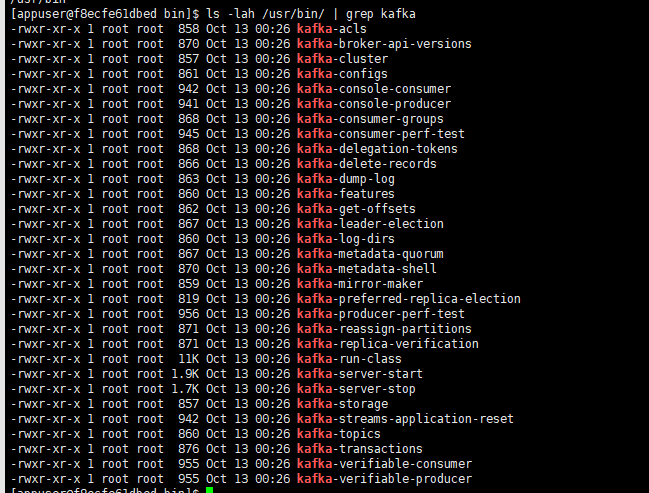 /usr/bin
[appuser@f8ecfe61dbed bin]$ ls -lah /usr/bin/ | grep kafka
-rwxr-xr-x 1 root root  858 Oct 13 00:26 kafka-acls
-rwxr-xr-x 1 root root  870 Oct 13 00:26 kafka-broker-api-versions
-rwxr-xr-x 1 root root  857 Oct 13 00:26 kafka-cluster
-rwxr-xr-x 1 root root  861 Oct 13 00:26 kafka-configs
-rwxr-xr-x 1 root root  942 Oct 13 00:26 kafka-console-consumer
-rwxr-xr-x 1 root root  941 Oct 13 00:26 kafka-console-producer
-rwxr-xr-x 1 root root  868 Oct 13 00:26 kafka-consumer-groups
-rwxr-xr-x 1 root root  945 Oct 13 00:26 kafka-consumer-perf-test
-rwxr-xr-x 1 root root  868 Oct 13 00:26 kafka-delegation-tokens
-rwxr-xr-x 1 root root  866 Oct 13 00:26 kafka-delete-records
-rwxr-xr-x 1 root root  863 Oct 13 00:26 kafka-dump-log
-rwxr-xr-x 1 root root  860 Oct 13 00:26 kafka-features
-rwxr-xr-x 1 root root  862 Oct 13 00:26 kafka-get-offsets
-rwxr-xr-x 1 root root  867 Oct 13 00:26 kafka-leader-election
-rwxr-xr-x 1 root root  860 Oct 13 00:26 kafka-log-dirs
-rwxr-xr-x 1 root root  867 Oct 13 00:26 kafka-metadata-quorum
-rwxr-xr-x 1 root root  870 Oct 13 00:26 kafka-metadata-shell
-rwxr-xr-x 1 root root  859 Oct 13 00:26 kafka-mirror-maker
-rwxr-xr-x 1 root root  819 Oct 13 00:26 kafka-preferred-replica-election
-rwxr-xr-x 1 root root  956 Oct 13 00:26 kafka-producer-perf-test
-rwxr-xr-x 1 root root  871 Oct 13 00:26 kafka-reassign-partitions
-rwxr-xr-x 1 root root  871 Oct 13 00:26 kafka-replica-verification
-rwxr-xr-x 1 root root  11K Oct 13 00:26 kafka-run-class
-rwxr-xr-x 1 root root 1.9K Oct 13 00:26 kafka-server-start
-rwxr-xr-x 1 root root 1.7K Oct 13 00:26 kafka-server-stop
-rwxr-xr-x 1 root root  857 Oct 13 00:26 kafka-storage
-rwxr-xr-x 1 root root  942 Oct 13 00:26 kafka-streams-application-reset
-rwxr-xr-x 1 root root  860 Oct 13 00:26 kafka-topics
-rwxr-xr-x 1 root root  876 Oct 13 00:26 kafka-transactions
-rwxr-xr-x 1 root root  955 Oct 13 00:26 kafka-verifiable-consumer
-rwxr-xr-x 1 root root  955 Oct 13 00:26 kafka-verifiable-producer
[appuser@f8ecfe61dbed bin]$